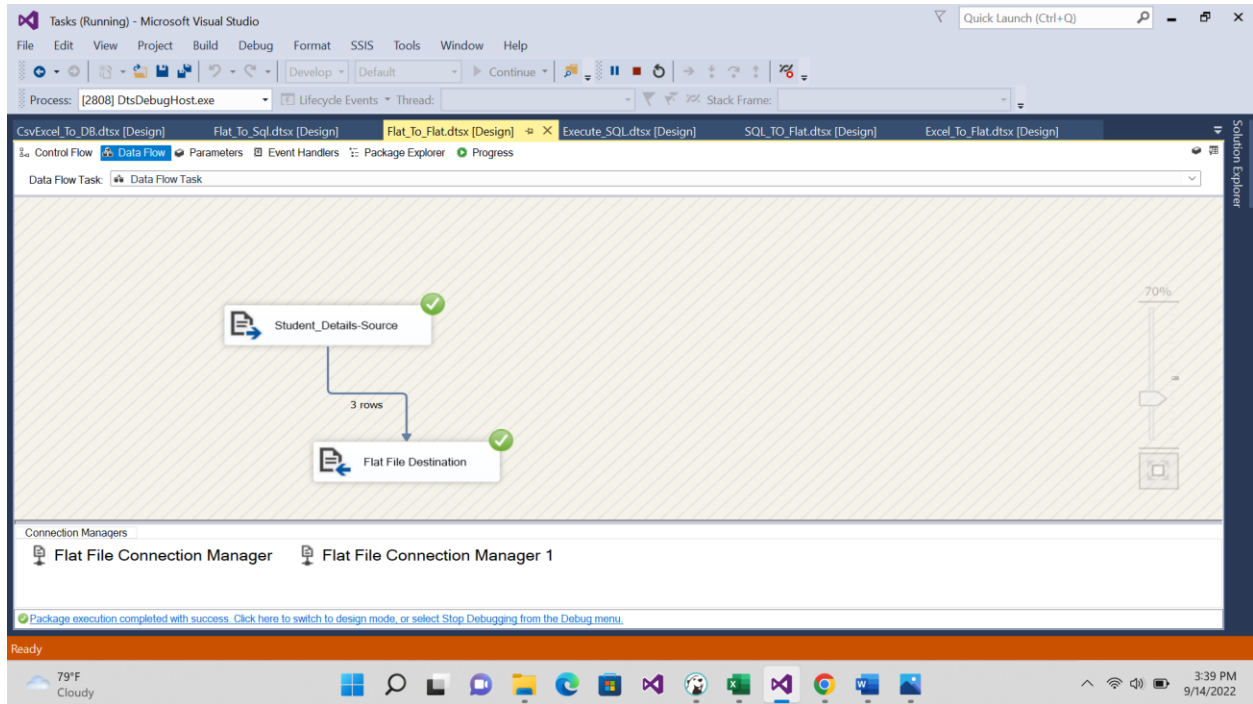 Tasks (Running) - Microsoft Visual Studio
Quick Launch (Ctrl+Q)
File Edit View Project Build Debug Format SSIS Tools Window Help
Develop Default Continue
Process: [2808] DtsDebugHost.exe Lifecycle Events Thread: Stack Frame:
CsvExcel_To_DB.dtsx [Design] Flat_To_Sql.dtsx [Design] Flat_To_Flat.dtsx [Design] Execute_SQL.dtsx [Design] SQL_TO_Flat.dtsx [Design] Excel_To_Flat.dtsx [Design]
Solution Explorer
Control Flow Data Flow Parameters Event Handlers Package Explorer Progress
Data Flow Task: Data Flow Task
70%
Student_Details-Source
3 rows
Flat File Destination
Connection Managers
Flat File Connection Manager Flat File Connection Manager 1
Package execution completed with success. Click here to switch to design mode, or select Stop Debugging from the Debug menu.
Ready
79°F
Cloudy
3:39 PM
9/14/2022